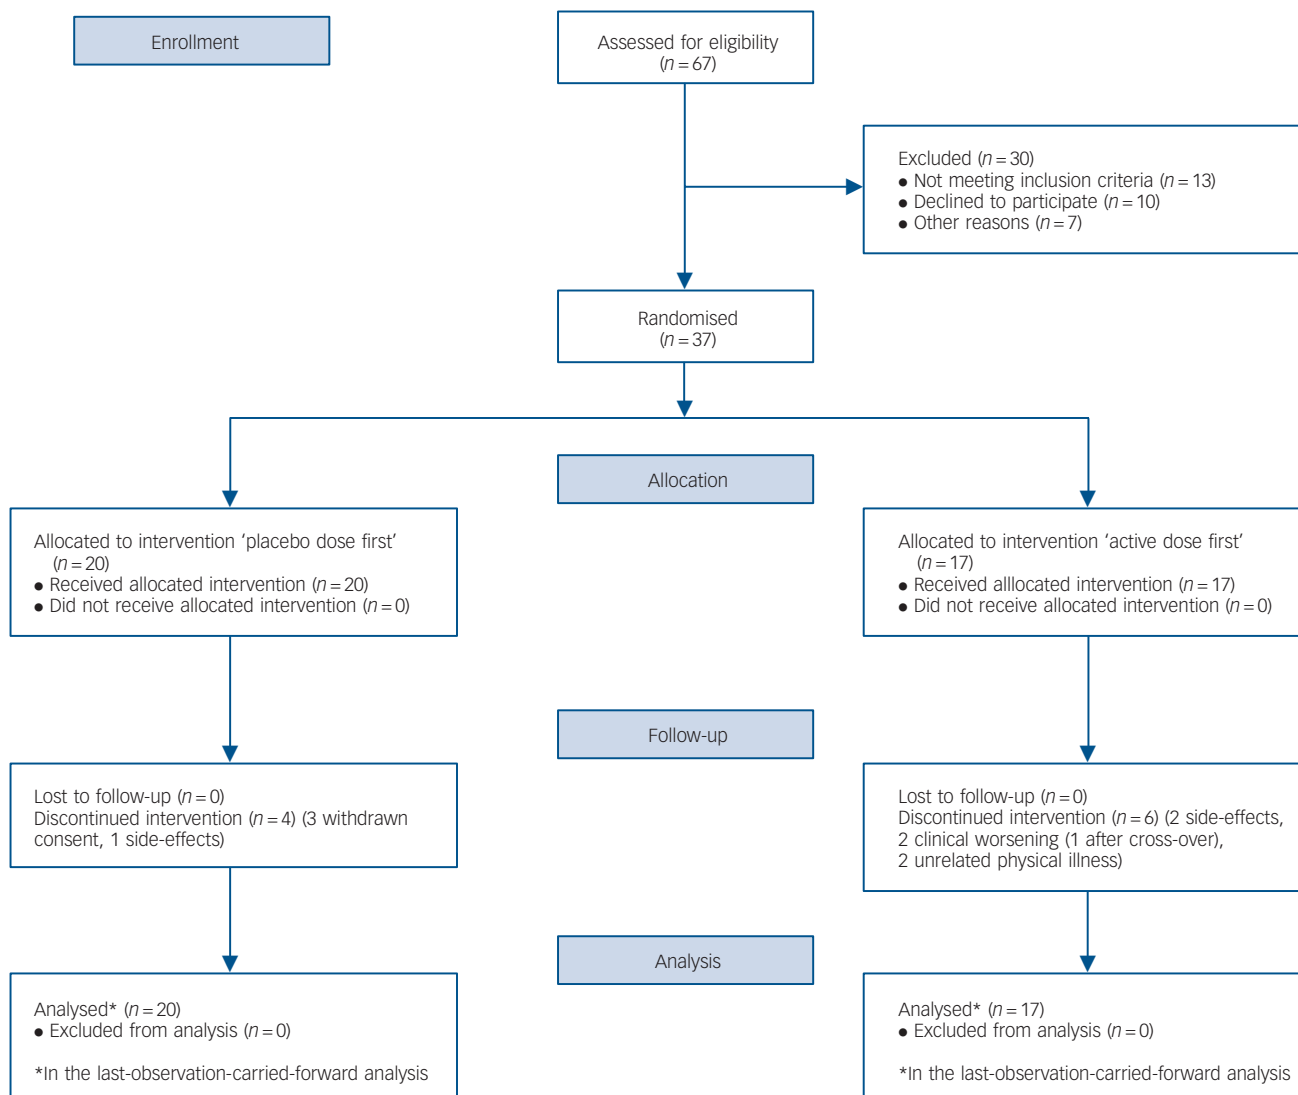 Enrollment
Assessed for eligibility
(n = 67)
Excluded (n = 30)
● Not meeting inclusion criteria (n = 13)
● Declined to participate (n = 10)
● Other reasons (n = 7)
Randomised
(n = 37)
Allocation
Allocated to intervention ‘placebo dose first’
(n = 20)
● Received allocated intervention (n = 20)
● Did not receive allocated intervention (n = 0)
Allocated to intervention ‘active dose first’
(n = 17)
● Received alllocated intervention (n = 17)
● Did not receive allocated intervention (n = 0)
Follow-up
Lost to follow-up (n = 0)
Discontinued intervention (n = 4) (3 withdrawn
consent, 1 side-effects)
Lost to follow-up (n = 0)
Discontinued intervention (n = 6) (2 side-effects,
2 clinical worsening (1 after cross-over),
2 unrelated physical illness)
Analysis
Analysed* (n = 20)
● Excluded from analysis (n = 0)
*In the last-observation-carried-forward analysis
Analysed* (n = 17)
● Excluded from analysis (n = 0)
*In the last-observation-carried-forward analysis